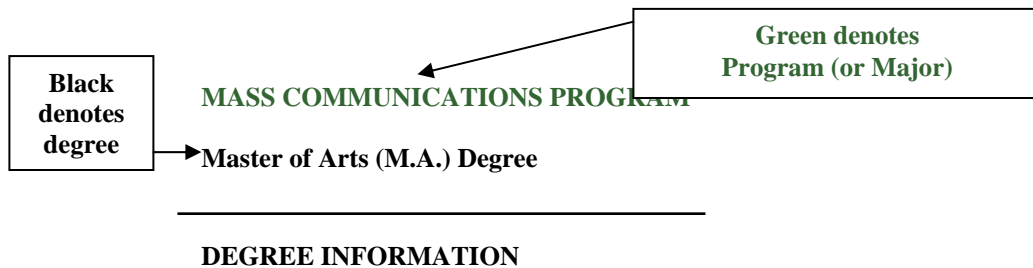 Green denotes
Program (or Major)
Black
denotes
degree
MASS COMMUNICATIONS PROGRAM
Master of Arts (M.A.) Degree
DEGREE INFORMATION